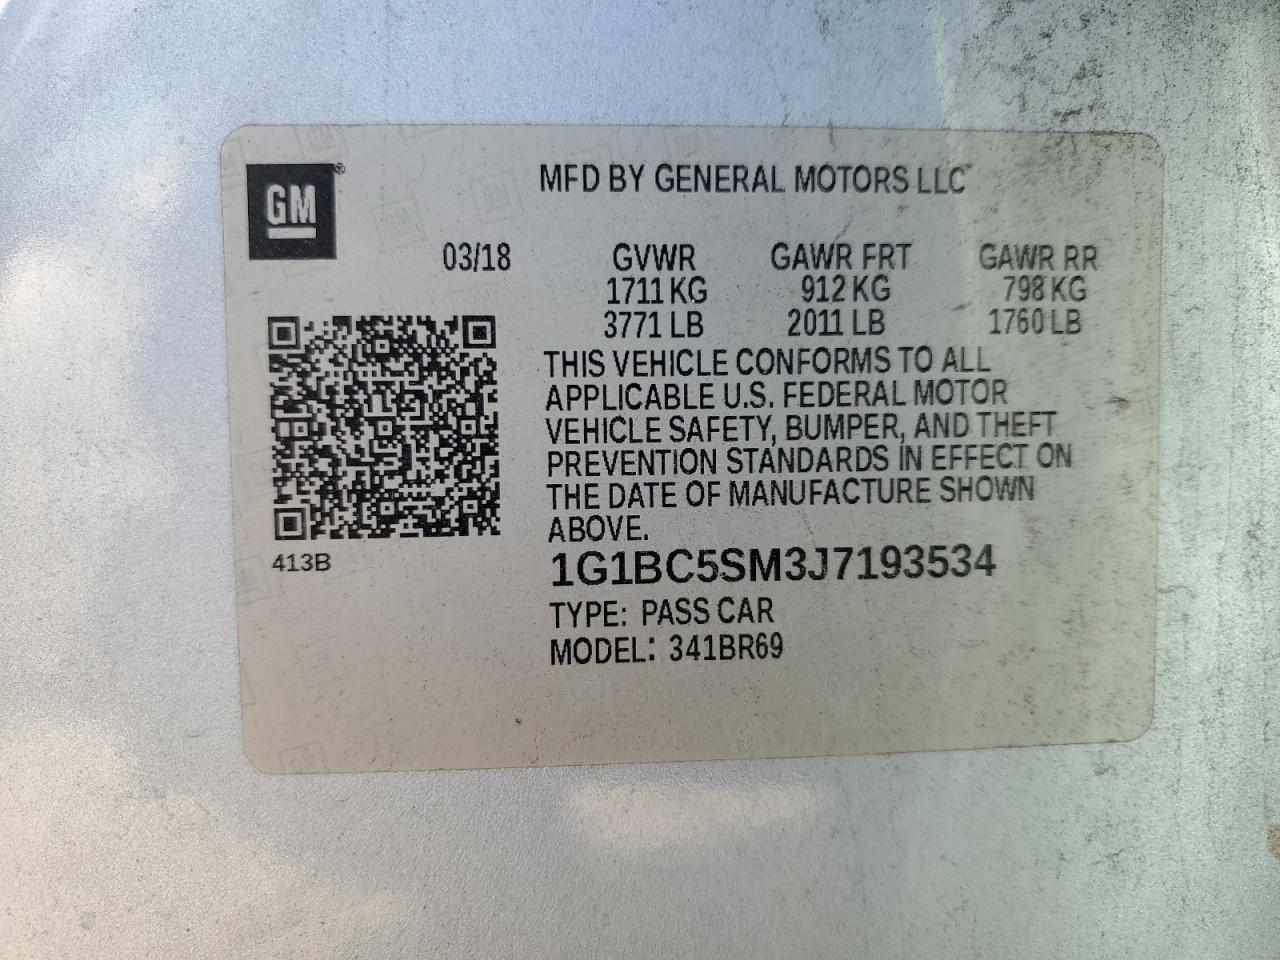 GM®
MFD BY GENERAL MOTORS LLC
03/18 GVWR GAWR FRT GAWR RR
1711 KG 912 KG 798 KG
3771 LB 2011 LB 1760 LB
THIS VEHICLE CONFORMS TO ALL
APPLICABLE U.S. FEDERAL MOTOR
VEHICLE SAFETY, BUMPER, AND THEFT
PREVENTION STANDARDS IN EFFECT ON
THE DATE OF MANUFACTURE SHOWN
ABOVE.
413B
1G1BC5SM3J7193534
TYPE: PASS CAR
MODEL: 341BR69